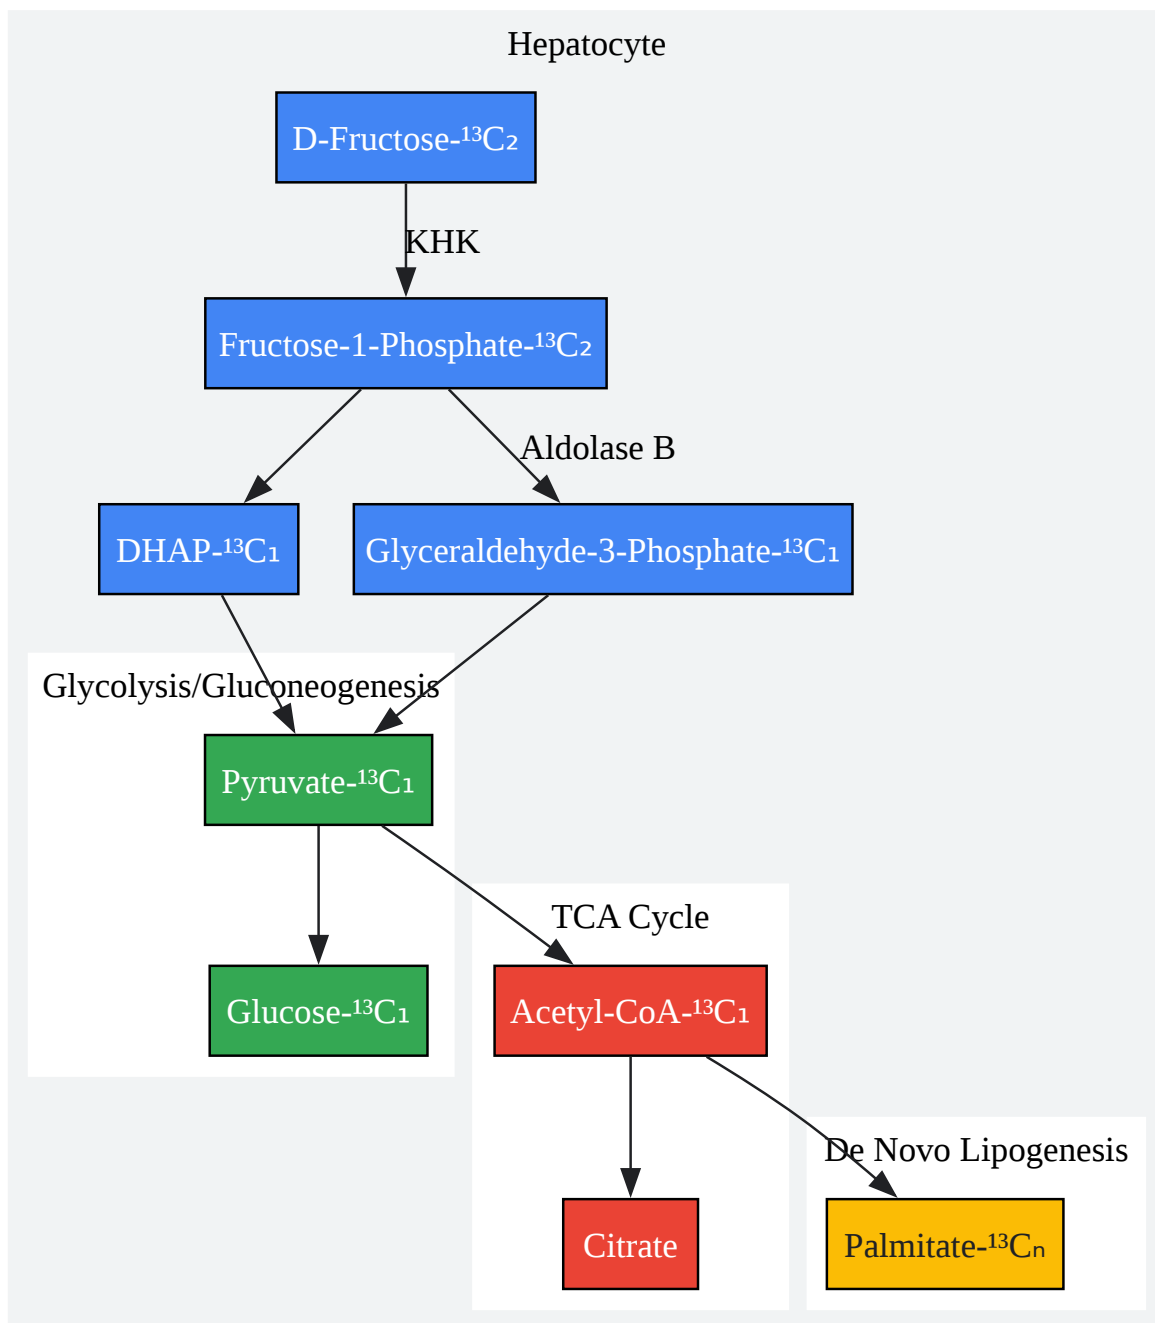 Hepatocyte
D-Fructose-¹³C₂
KHK
Fructose-1-Phosphate-¹³C₂
Aldolase B
DHAP-¹³C₁
Glyceraldehyde-3-Phosphate-¹³C₁
Glycolysis/Gluconeogenesis
Pyruvate-¹³C₁
TCA Cycle
Glucose-¹³C₁
Acetyl-CoA-¹³C₁
De Novo Lipogenesis
Citrate
Palmitate-¹³Cₙ